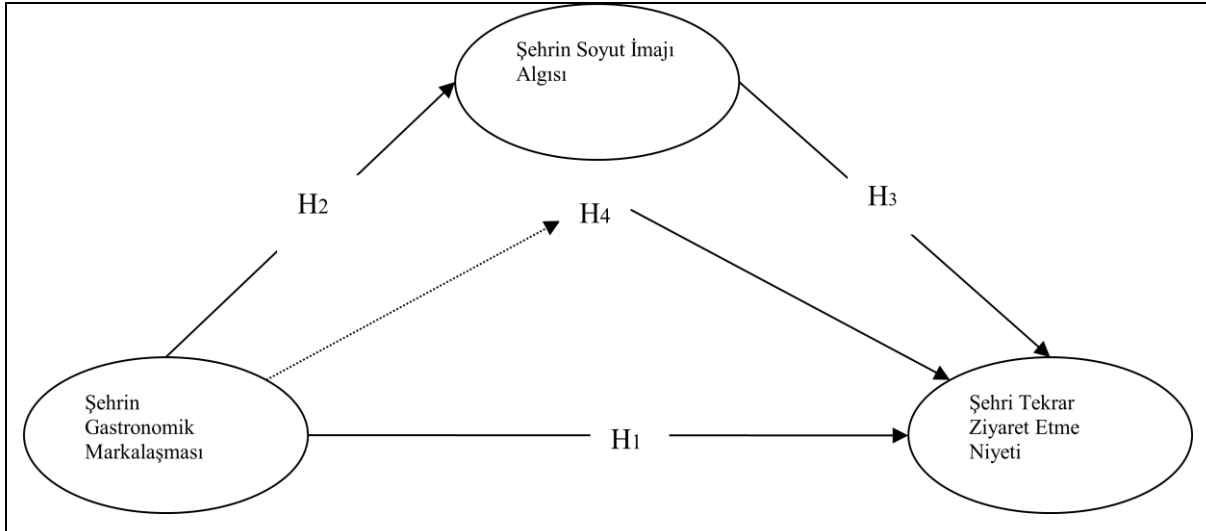 Şehrin Soyut İmajı
Algısı
H2
H4
H3
Şehrin
Gastronomik
Markalaşması
H1
Şehri Tekrar
Ziyaret Etme
Niyeti